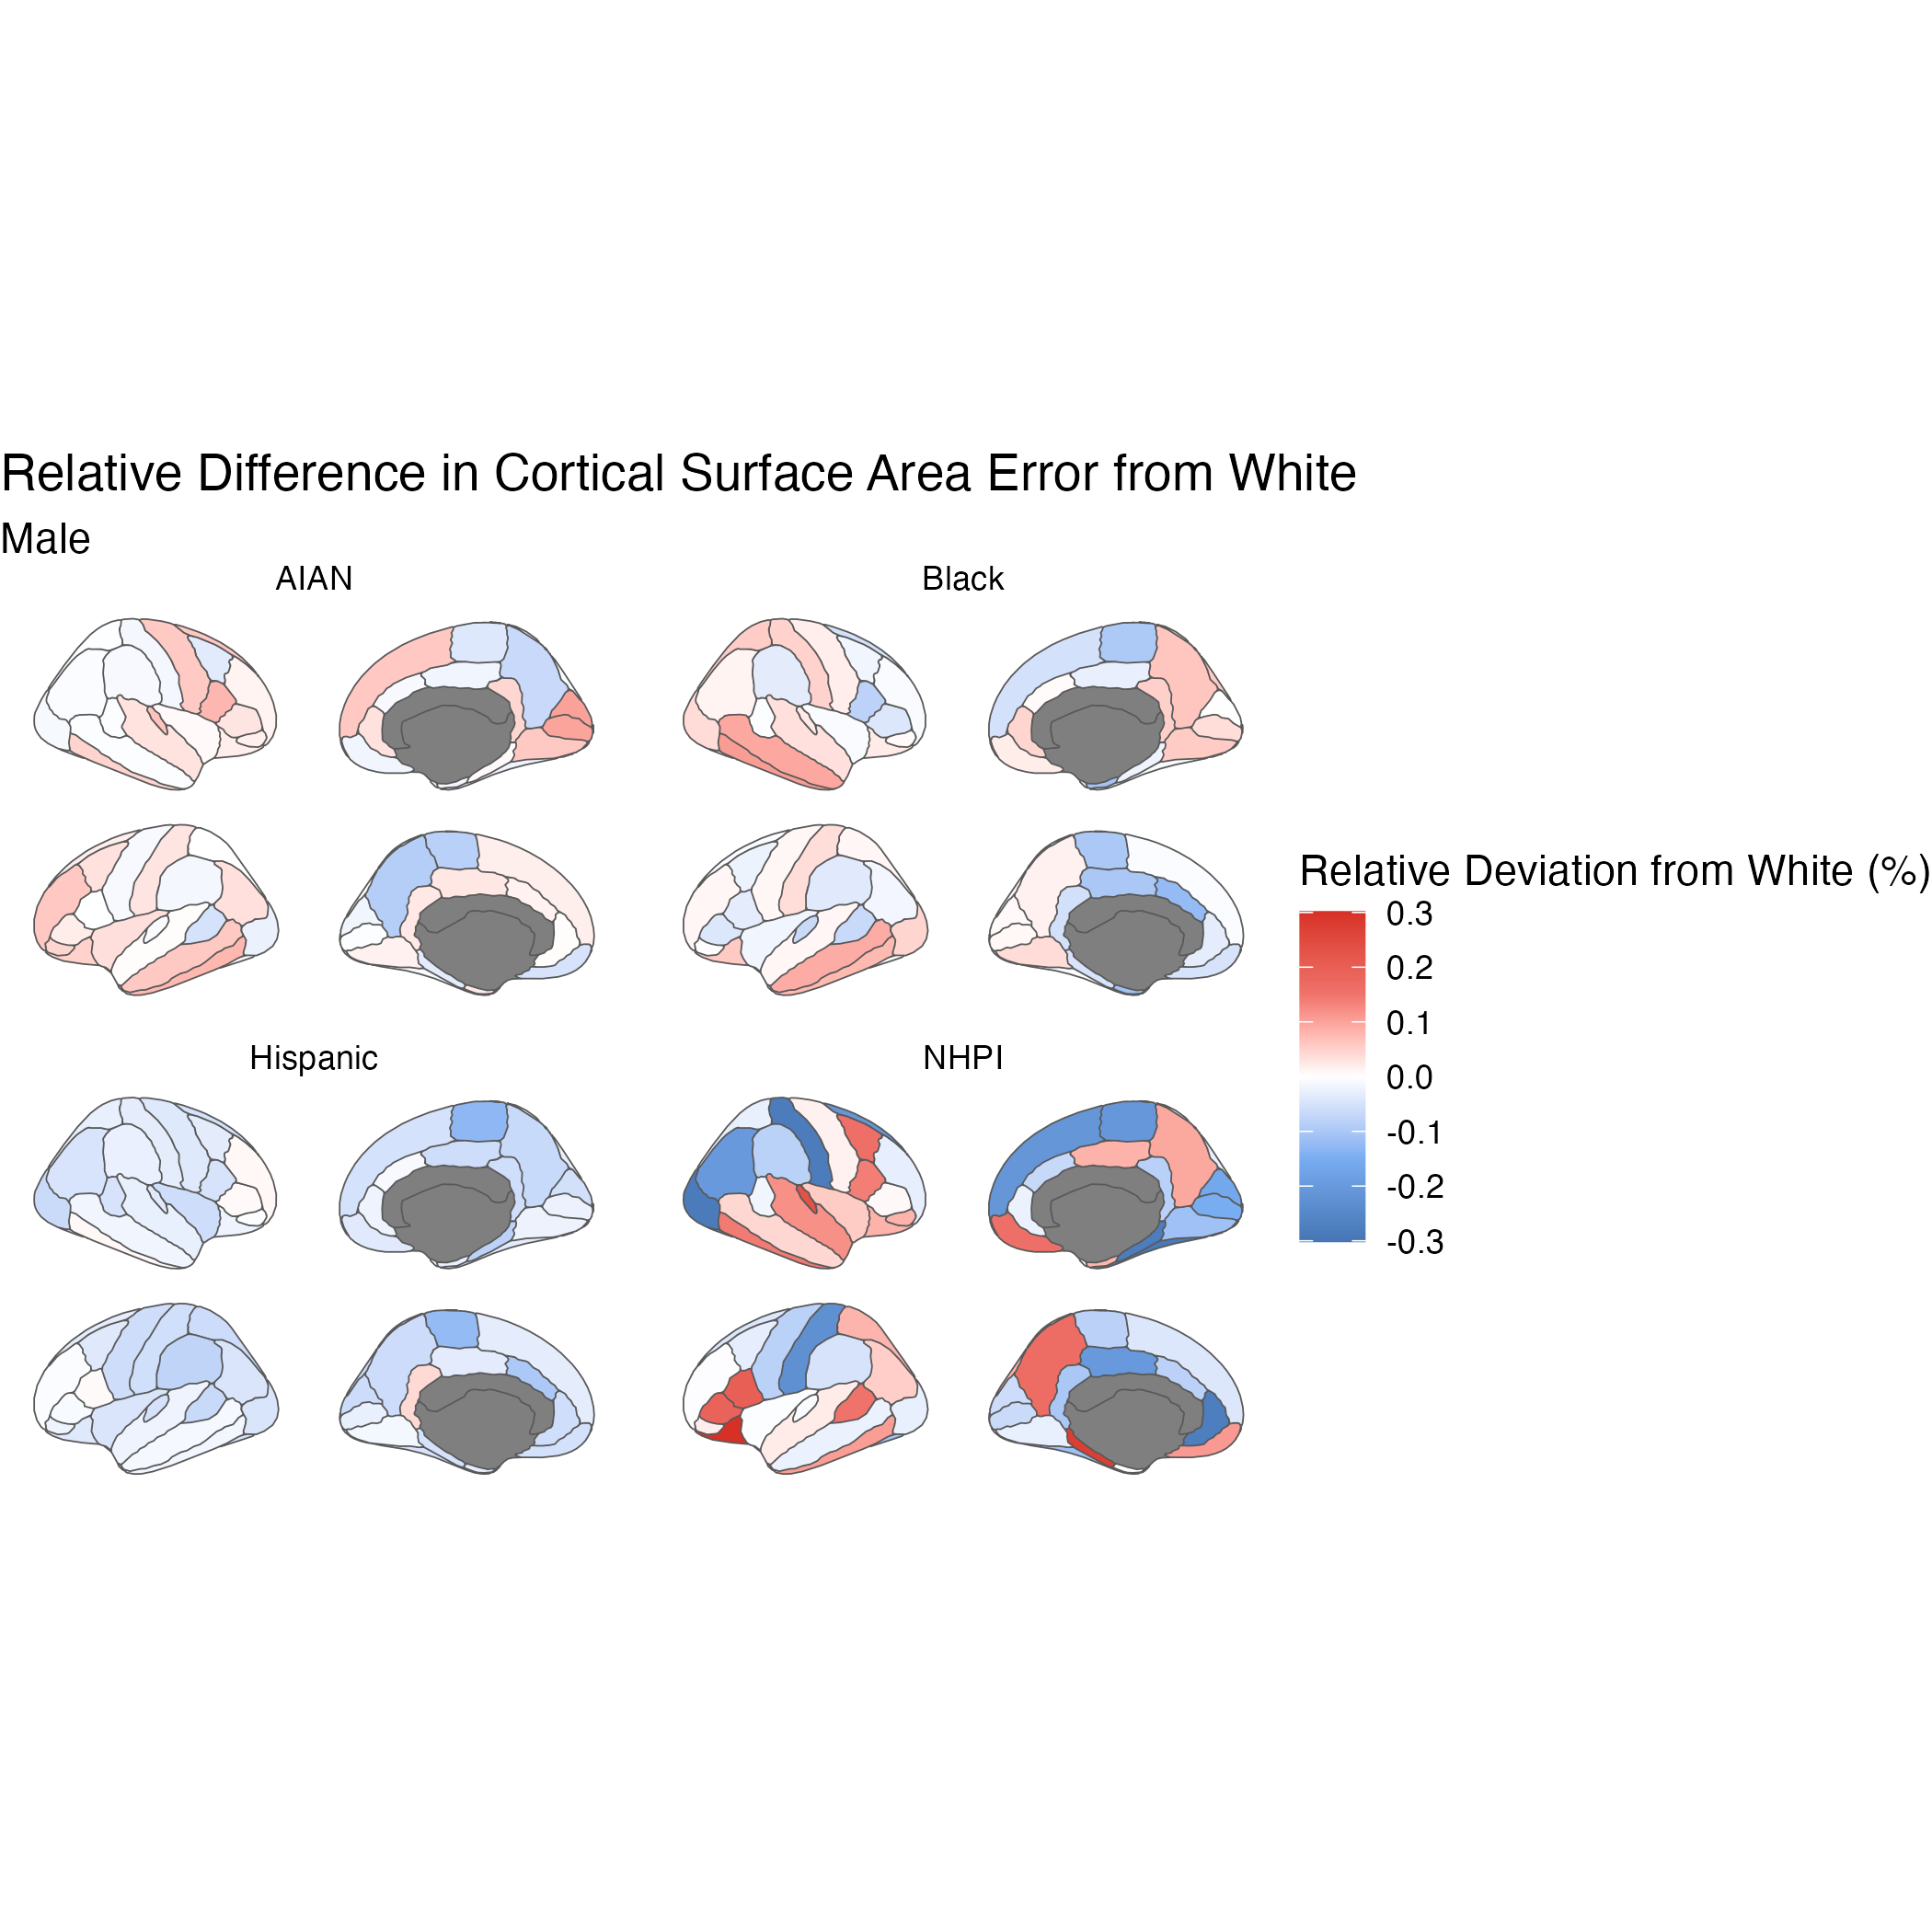 Relative Difference in Cortical Surface Area Error from White
Male
AIAN
Black
Hispanic
NHPI
Relative Deviation from White (%)
0.3
0.2
0.1
0.0
-0.1
-0.2
-0.3